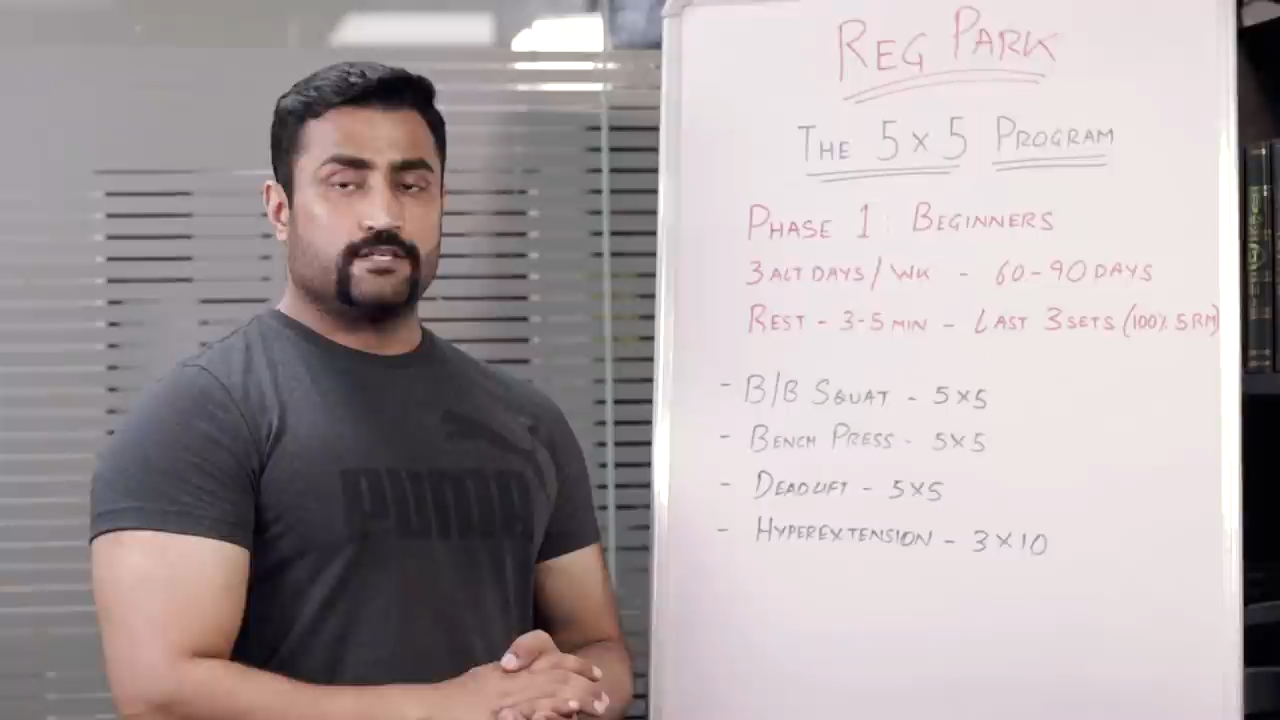 REG PARK
THE 5 x 5 PROGRAM
PHASE 1 : BEGINNERS
3 ALT DAYS / WK - 60-90 DAYS
REST - 3-5 MIN - LAST 3 SETS (100% 5RM)
- B/B SQUAT - 5X5
- BENCH PRESS - 5X5
- DEADLIFT - 5X5
- HYPEREXTENSION - 3X10
PUMA